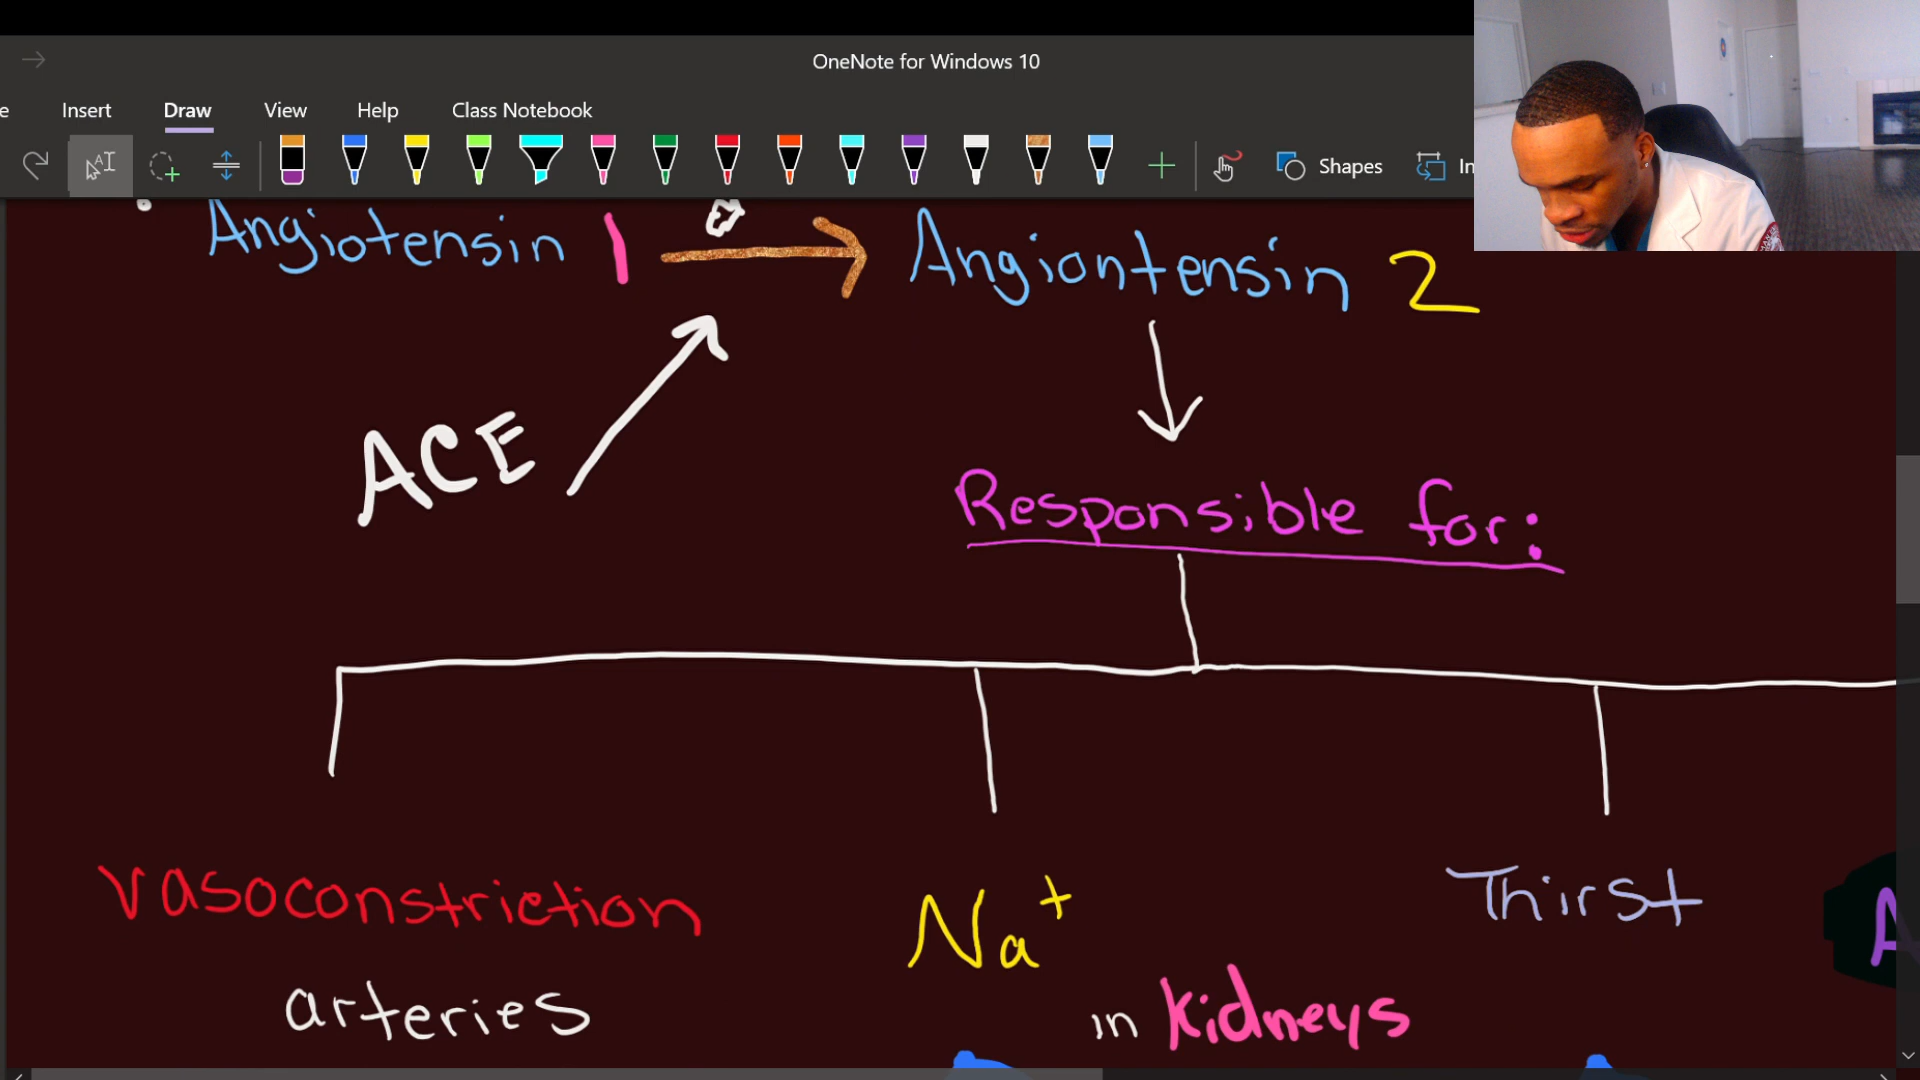 OneNote for Windows 10
Insert Draw View Help Class Notebook
Shapes
Angiotensin 1 Angiontensin 2
ACE
Responsible for:
Vasoconstriction Na+ Thirst
arteries in kidneys